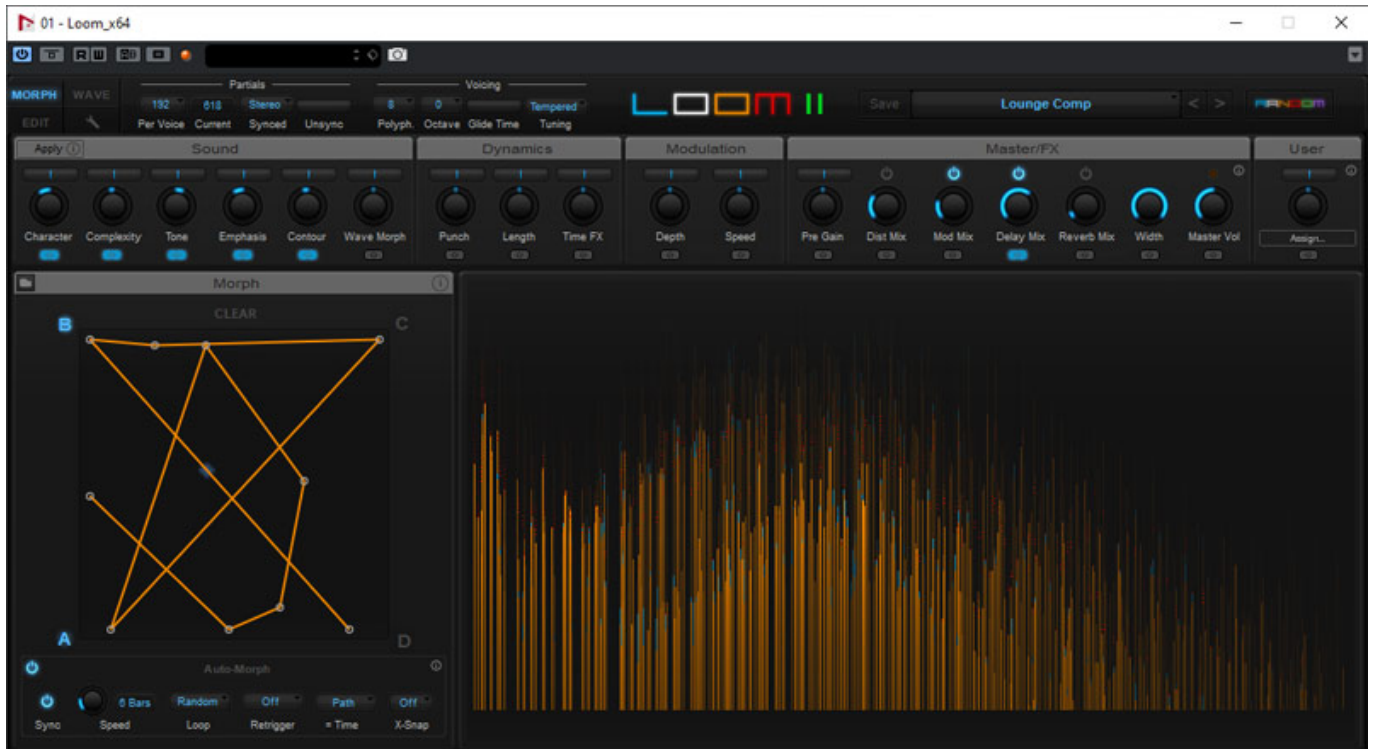 01 - Loom_x64
R W
MORPH WAVE
EDIT
Partials
192 618 Stereo
Per Voice Current Synced Unsync
Voicing
8 0 Tempered
Polyph. Octave Glide Time Tuning
LOOM II
Save Lounge Comp < > RANDOM
Apply Sound
Character Complexity Tone Emphasis Contour Wave Morph
Dynamics
Punch Length Time FX
Modulation
Depth Speed
Master/FX
Pre Gain Dist Mix Mod Mix Delay Mix Reverb Mix Width Master Vol
User
Assign...
Morph
CLEAR
B C
A D
Auto-Morph
6 Bars Random Off Path Off
Sync Speed Loop Retrigger = Time X-Snap